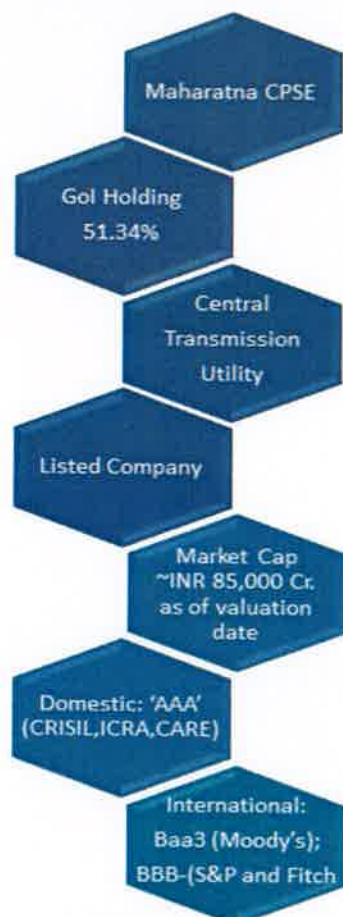 Maharatna CPSE
GoI Holding
51.34%
Central
Transmission
Utility
Listed Company
Market Cap
~INR 85,000 Cr.
as of valuation
date
Domestic: 'AAA'
(CRISIL,ICRA,CARE)
International:
Baa3 (Moody's);
BBB-(S&P and Fitch